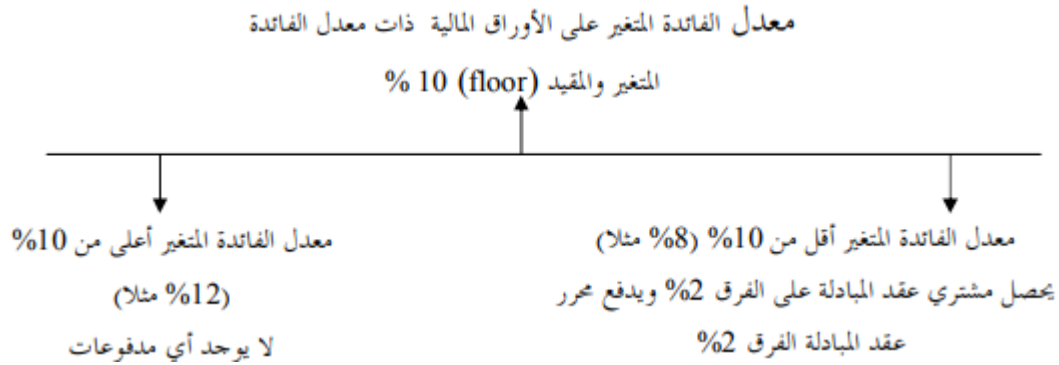 معدل الفائدة المتغير على الأوراق المالية ذات معدل الفائدة
المتغير والمقيد (floor) 10 %
معدل الفائدة المتغير أقل من 10% (8% مثلا)
يحصل مشتري عقد المبادلة على الفرق 2% ويدفع محرر
عقد المبادلة الفرق 2%
معدل الفائدة المتغير أعلى من 10%
(12% مثلا)
لا يوجد أي مدفوعات